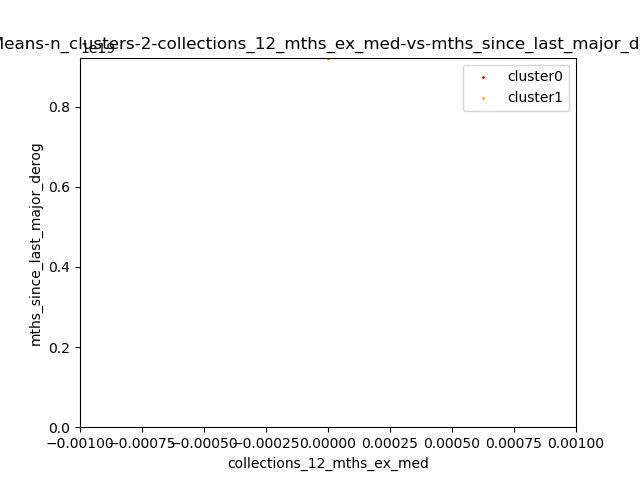 Means-n_clusters-2-collections_12_mths_ex_med-vs-mths_since_last_major_d
1e19
cluster0
cluster1
0.8
0.6
0.4
0.2
0.0
mths_since_last_major_derog
−0.00100 −0.00075 −0.00050 −0.00025 0.00000 0.00025 0.00050 0.00075 0.00100
collections_12_mths_ex_med